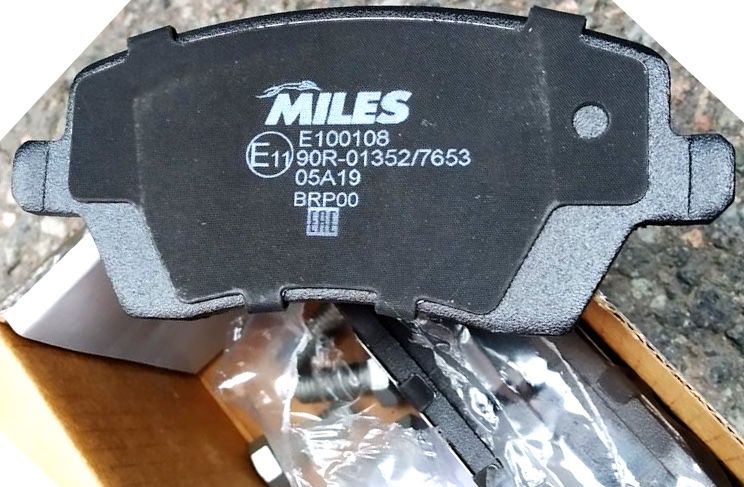 MILES
E100108
E11 90R-01352/7653
05A19
BRP00
EAC